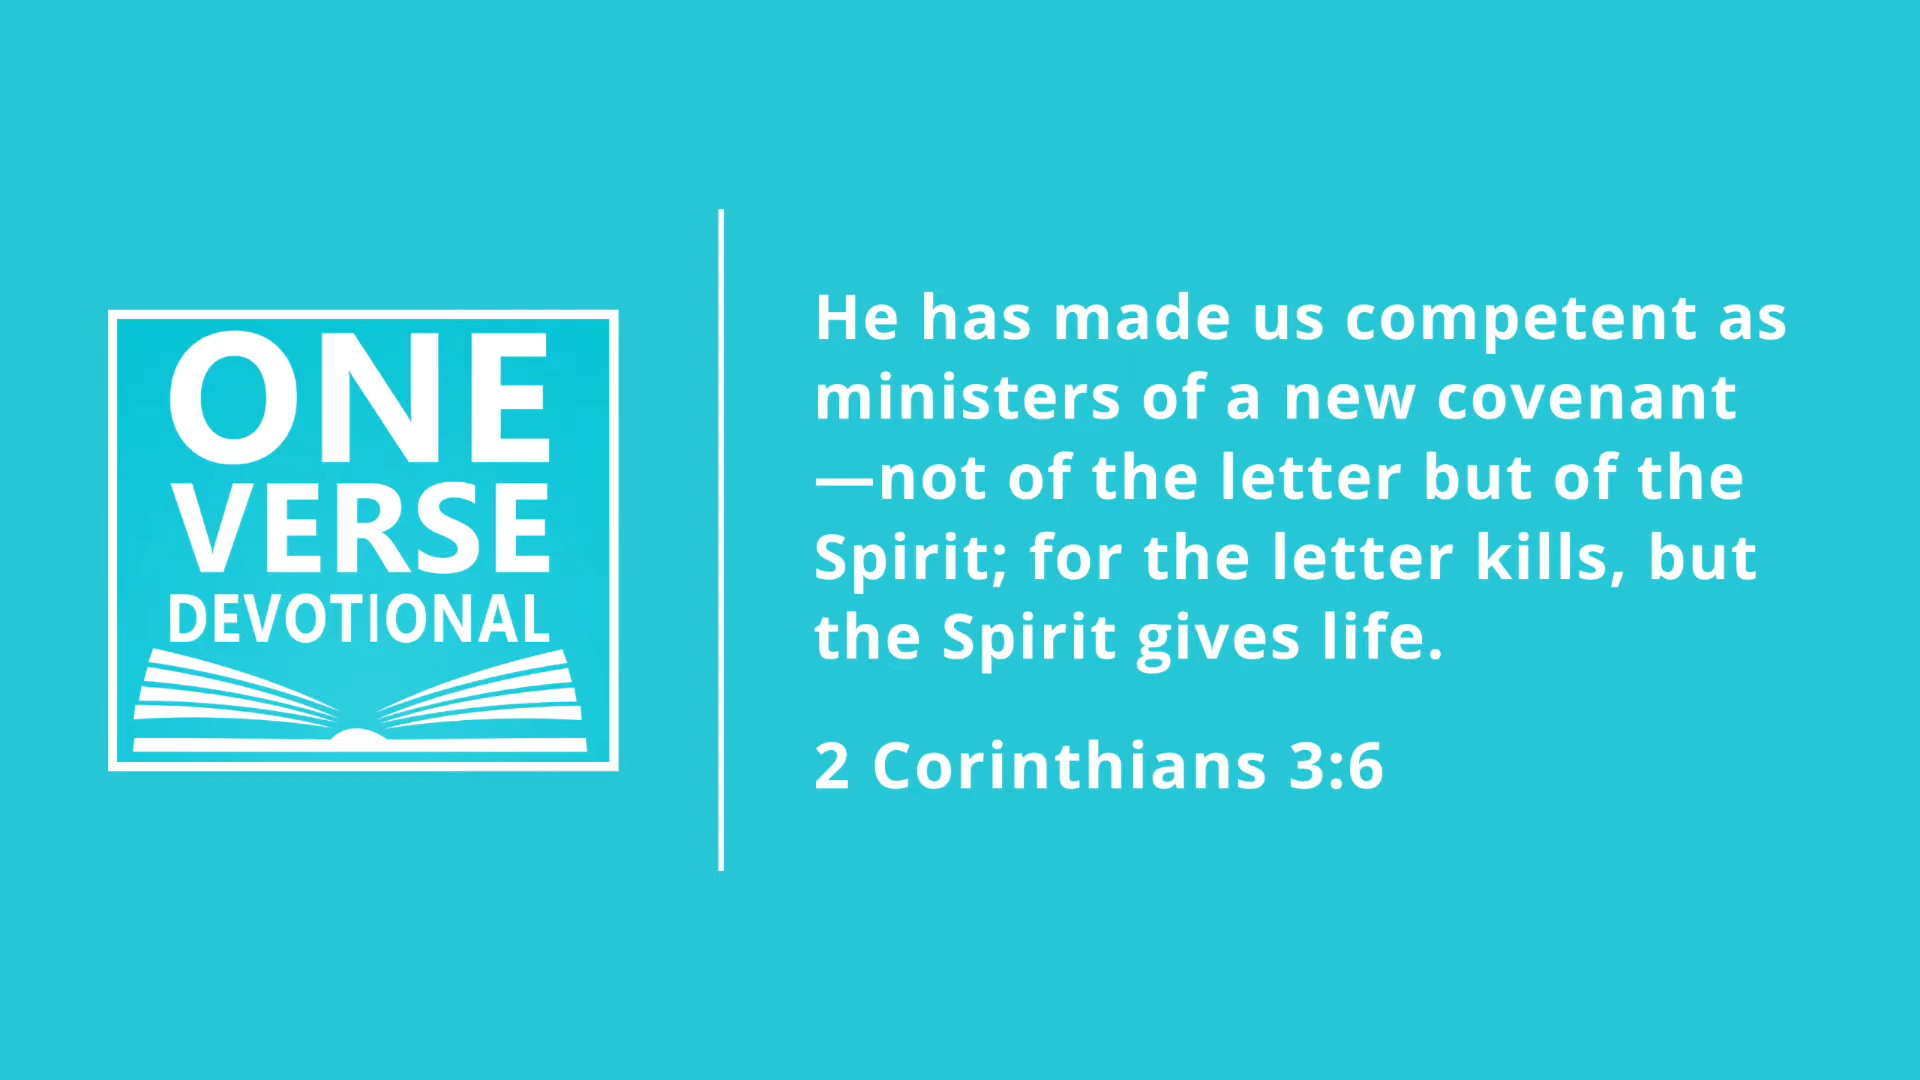 ONE
VERSE
DEVOTIONAL
He has made us competent as
ministers of a new covenant
—not of the letter but of the
Spirit; for the letter kills, but
the Spirit gives life.
2 Corinthians 3:6